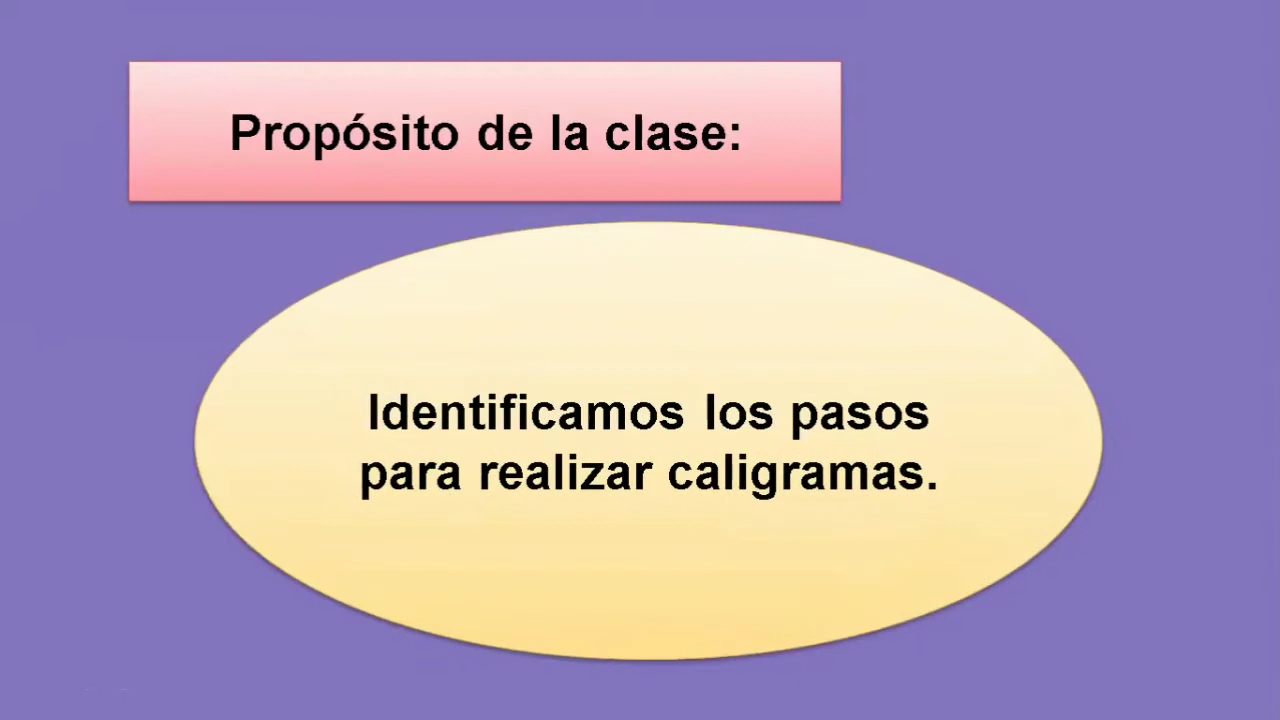 Propósito de la clase:
Identificamos los pasos
para realizar caligramas.